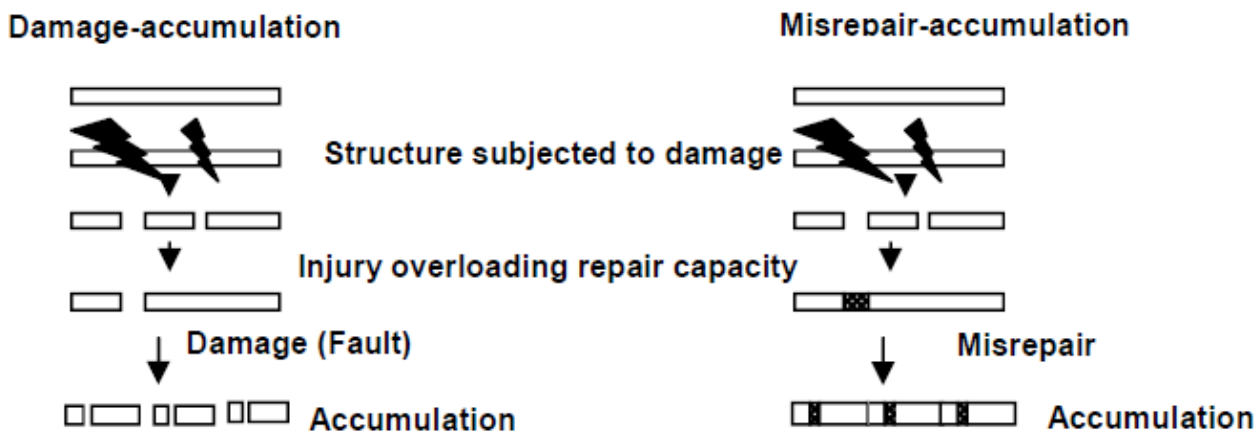 Damage-accumulation
Misrepair-accumulation
Structure subjected to damage
Injury overloading repair capacity
Damage (Fault)
Misrepair
Accumulation
Accumulation